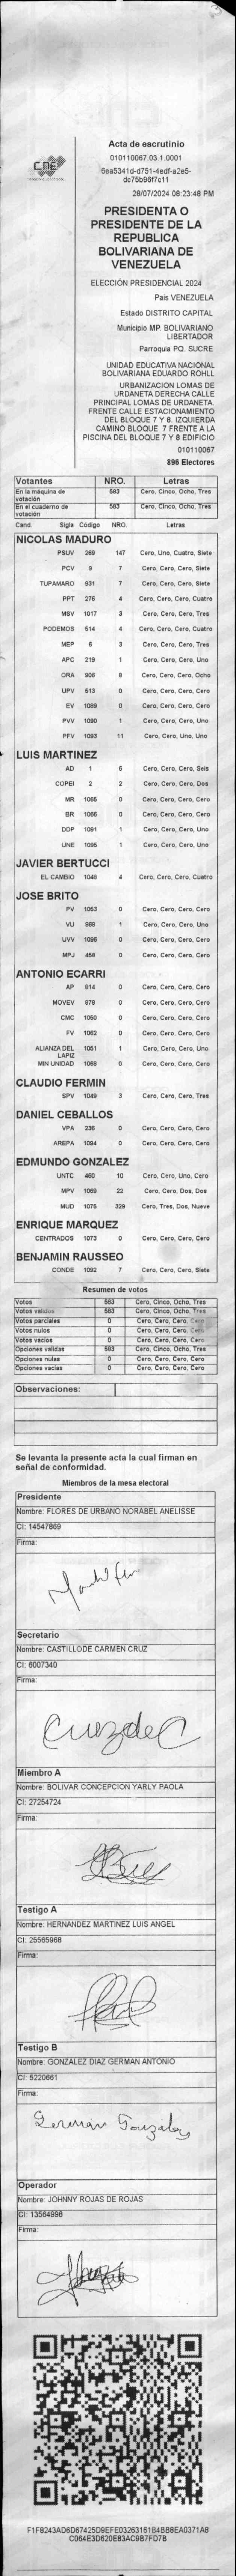 CNE
Acta de escrutinio
010110067.03.1.0001
6ea5341d-d751-4edf-a2e5-
dc75b96f7c11
28/07/2024 08:23:48 PM
PRESIDENTA O
PRESIDENTE DE LA
REPUBLICA
BOLIVARIANA DE
VENEZUELA
ELECCIÓN PRESIDENCIAL 2024
Pais VENEZUELA
Estado DISTRITO CAPITAL
Municipio MP. BOLIVARIANO
LIBERTADOR
Parroquia PQ. SUCRE
UNIDAD EDUCATIVA NACIONAL
BOLIVARIANA EDUARDO ROHLL
URBANIZACION LOMAS DE
URDANETA DERECHA CALLE
PRINCIPAL LOMAS DE URDANETA.
FRENTE CALLE ESTACIONAMIENTO
DEL BLOQUE 7 Y 8 IZQUIERDA
CAMINO BLOQUE 7 FRENTE A LA
PISCINA DEL BLOQUE 7 Y 8 EDIFICIO
010110067
896 Electores
Votantes NRO. Letras
En la máquina de votación 583 Cero, Cinco, Ocho, Tres
En el cuaderno de votación 583 Cero, Cinco, Ocho, Tres
Cand. Sigla Código NRO. Letras
NICOLAS MADURO
PSUV 269 147 Cero, Uno, Cuatro, Siete
PCV 9 7 Cero, Cero, Cero, Siete
TUPAMARO 931 7 Cero, Cero, Cero, Siete
PPT 276 4 Cero, Cero, Cero, Cuatro
MSV 1017 3 Cero, Cero, Cero, Tres
PODEMOS 514 4 Cero, Cero, Cero, Cuatro
MEP 6 3 Cero, Cero, Cero, Tres
APC 219 1 Cero, Cero, Cero, Uno
ORA 906 8 Cero, Cero, Cero, Ocho
UPV 513 0 Cero, Cero, Cero, Cero
EV 1089 0 Cero, Cero, Cero, Cero
PVV 1090 1 Cero, Cero, Cero, Uno
PFV 1093 11 Cero, Cero, Uno, Uno
LUIS MARTINEZ
AD 1 6 Cero, Cero, Cero, Seis
COPEI 2 2 Cero, Cero, Cero, Dos
MR 1065 0 Cero, Cero, Cero, Cero
BR 1066 0 Cero, Cero, Cero, Cero
DDP 1091 1 Cero, Cero, Cero, Uno
UNE 1095 1 Cero, Cero, Cero, Uno
JAVIER BERTUCCI
EL CAMBIO 1048 4 Cero, Cero, Cero, Cuatro
JOSE BRITO
PV 1053 0 Cero, Cero, Cero, Cero
VU 989 1 Cero, Cero, Cero, Uno
UVV 1096 0 Cero, Cero, Cero, Cero
MPJ 456 0 Cero, Cero, Cero, Cero
ANTONIO ECARRI
AP 914 0 Cero, Cero, Cero, Cero
MOVEV 979 0 Cero, Cero, Cero, Cero
CMC 1050 0 Cero, Cero, Cero, Cero
FV 1062 0 Cero, Cero, Cero, Cero
ALIANZA DEL LAPIZ 1051 1 Cero, Cero, Cero, Uno
MIN UNIDAD 1068 0 Cero, Cero, Cero, Cero
CLAUDIO FERMIN
SPV 1049 3 Cero, Cero, Cero, Tres
DANIEL CEBALLOS
VPA 236 0 Cero, Cero, Cero, Cero
AREPA 1094 0 Cero, Cero, Cero, Cero
EDMUNDO GONZALEZ
UNTC 460 10 Cero, Cero, Uno, Cero
MPV 1069 22 Cero, Cero, Dos, Dos
MUD 1075 329 Cero, Tres, Dos, Nueve
ENRIQUE MARQUEZ
CENTRADOS 1073 0 Cero, Cero, Cero, Cero
BENJAMIN RAUSSEO
CONDE 1092 7 Cero, Cero, Cero, Siete
Resumen de votos
Votos 583 Cero, Cinco, Ocho, Tres
Votos validos 583 Cero, Cinco, Ocho, Tres
Votos parciales 0 Cero, Cero, Cero, Cero
Votos nulos 0 Cero, Cero, Cero, Cero
Votos vacios 0 Cero, Cero, Cero, Cero
Opciones validas 583 Cero, Cinco, Ocho, Tres
Opciones nulas 0 Cero, Cero, Cero, Cero
Opciones vacias 0 Cero, Cero, Cero, Cero
Observaciones:
Se levanta la presente acta la cual firman en
señal de conformidad.
Miembros de la mesa electoral
Presidente
Nombre: FLORES DE URBANO NORABEL ANELISSE
CI: 14547869
Firma:
Secretario
Nombre: CASTILLODE CARMEN CRUZ
CI: 6007340
Firma:
Cruzdec
Miembro A
Nombre: BOLIVAR CONCEPCION YARLY PAOLA
CI: 27254724
Firma:
Testigo A
Nombre: HERNANDEZ MARTINEZ LUIS ANGEL
CI: 25565968
Firma:
Testigo B
Nombre: GONZALEZ DIAZ GERMAN ANTONIO
CI: 5220661
Firma:
German Gonzalez
Operador
Nombre: JOHNNY ROJAS DE ROJAS
CI: 13564998
Firma:
F1F8243AD6D67425D9EFE03263161B4BB8EA0371A8
C064E3D620E83AC9B7FD7B